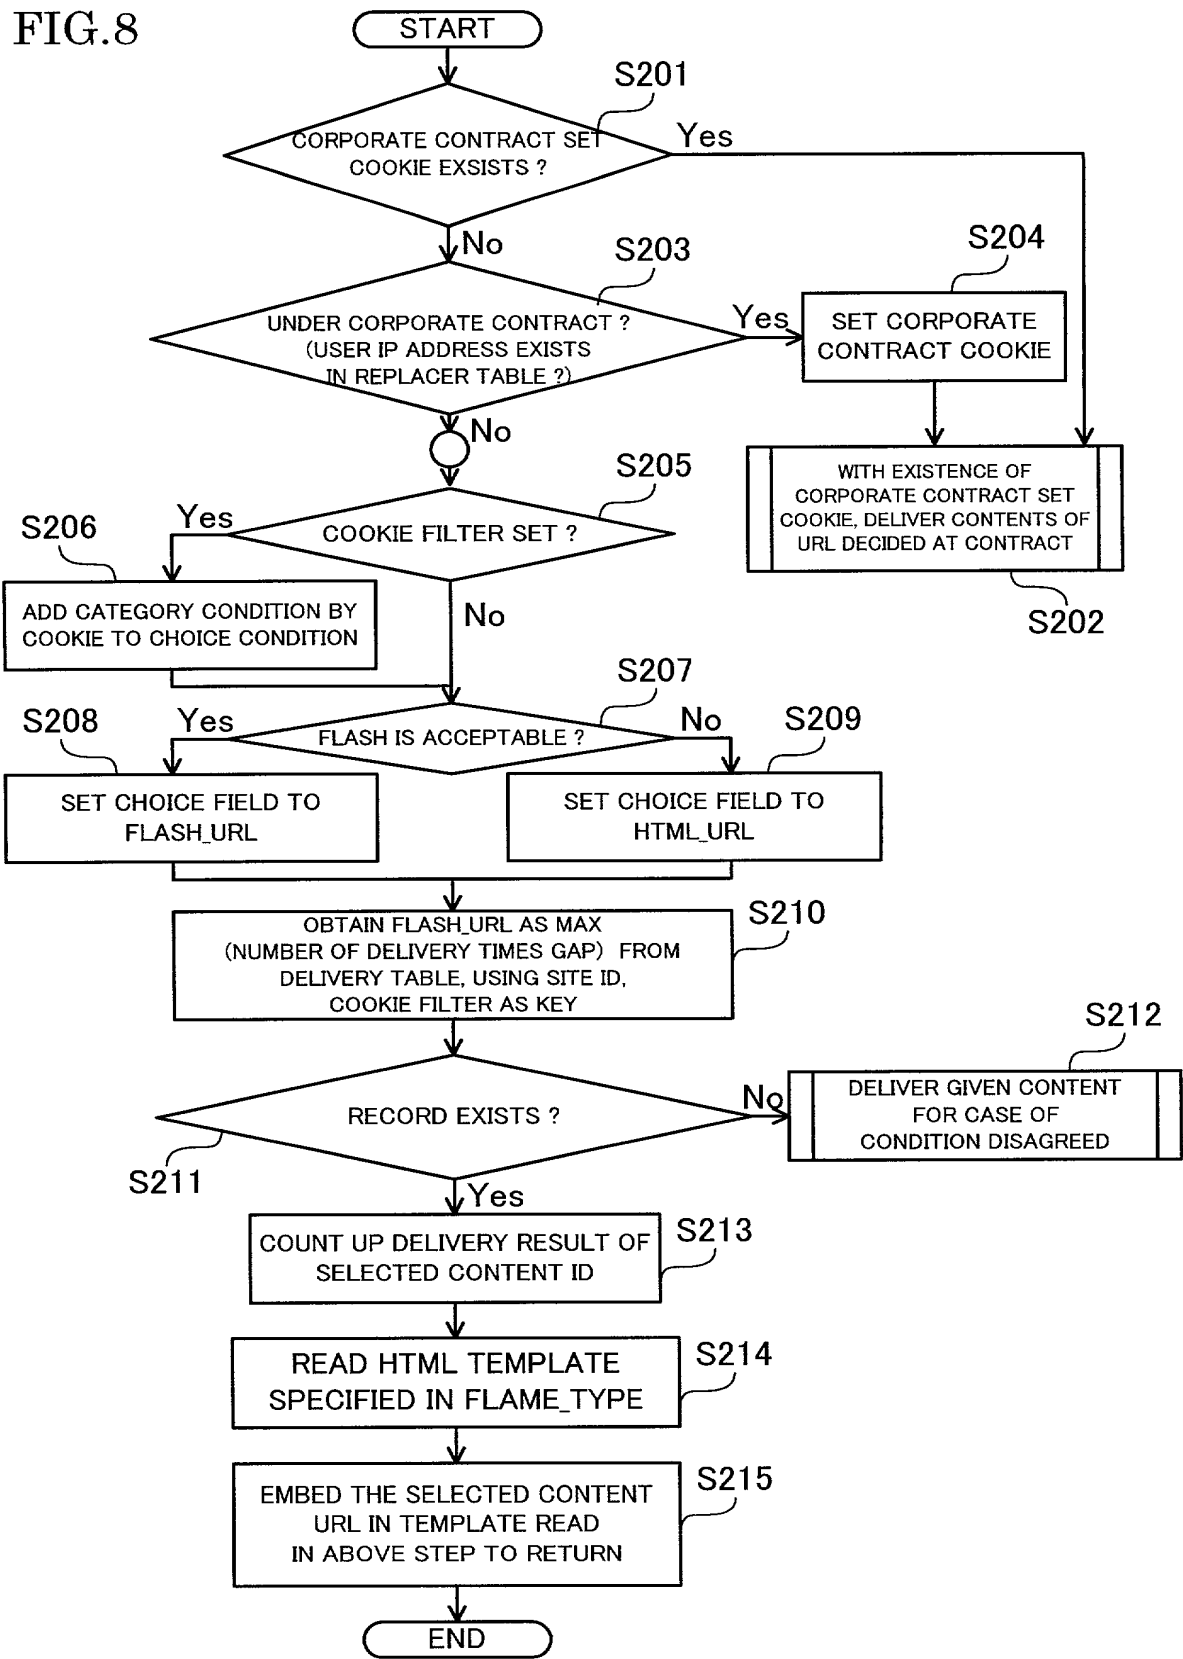 FIG.8
START
S201
CORPORATE CONTRACT SET
COOKIE EXSISTS ?
Yes
No
S203
UNDER CORPORATE CONTRACT ?
(USER IP ADDRESS EXISTS
IN REPLACER TABLE ?)
Yes
S204
SET CORPORATE
CONTRACT COOKIE
No
WITH EXISTENCE OF
CORPORATE CONTRACT SET
COOKIE, DELIVER CONTENTS OF
URL DECIDED AT CONTRACT
S202
S205
COOKIE FILTER SET ?
Yes
S206
ADD CATEGORY CONDITION BY
COOKIE TO CHOICE CONDITION
No
S207
FLASH IS ACCEPTABLE ?
Yes
S208
SET CHOICE FIELD TO
FLASH_URL
No
S209
SET CHOICE FIELD TO
HTML_URL
S210
OBTAIN FLASH_URL AS MAX
(NUMBER OF DELIVERY TIMES GAP) FROM
DELIVERY TABLE, USING SITE ID,
COOKIE FILTER AS KEY
RECORD EXISTS ?
S211
No
S212
DELIVER GIVEN CONTENT
FOR CASE OF
CONDITION DISAGREED
Yes
S213
COUNT UP DELIVERY RESULT OF
SELECTED CONTENT ID
S214
READ HTML TEMPLATE
SPECIFIED IN FLAME_TYPE
S215
EMBED THE SELECTED CONTENT
URL IN TEMPLATE READ
IN ABOVE STEP TO RETURN
END